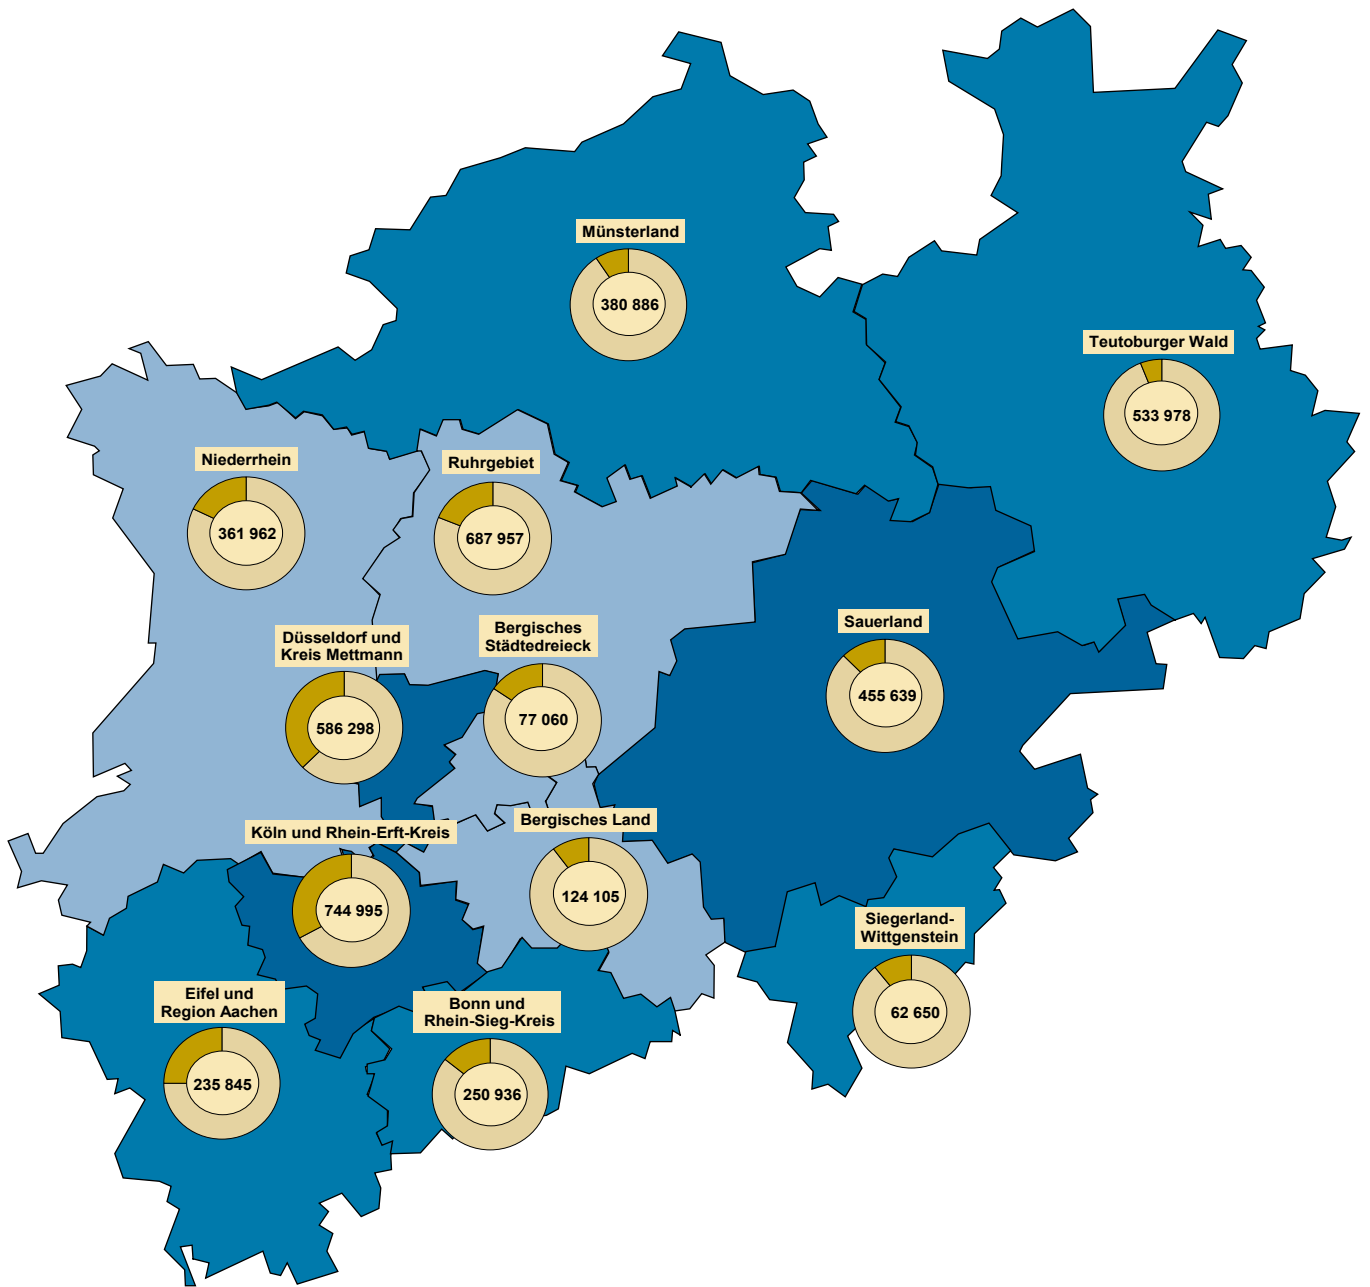 Münsterland
380 886
Teutoburger Wald
533 978
Niederrhein
361 962
Ruhrgebiet
687 957
Düsseldorf und
Kreis Mettmann
586 298
Bergisches
Städtedreieck
77 060
Sauerland
455 639
Köln und Rhein-Erft-Kreis
744 995
Bergisches Land
124 105
Siegerland-
Wittgenstein
62 650
Eifel und
Region Aachen
235 845
Bonn und
Rhein-Sieg-Kreis
250 936